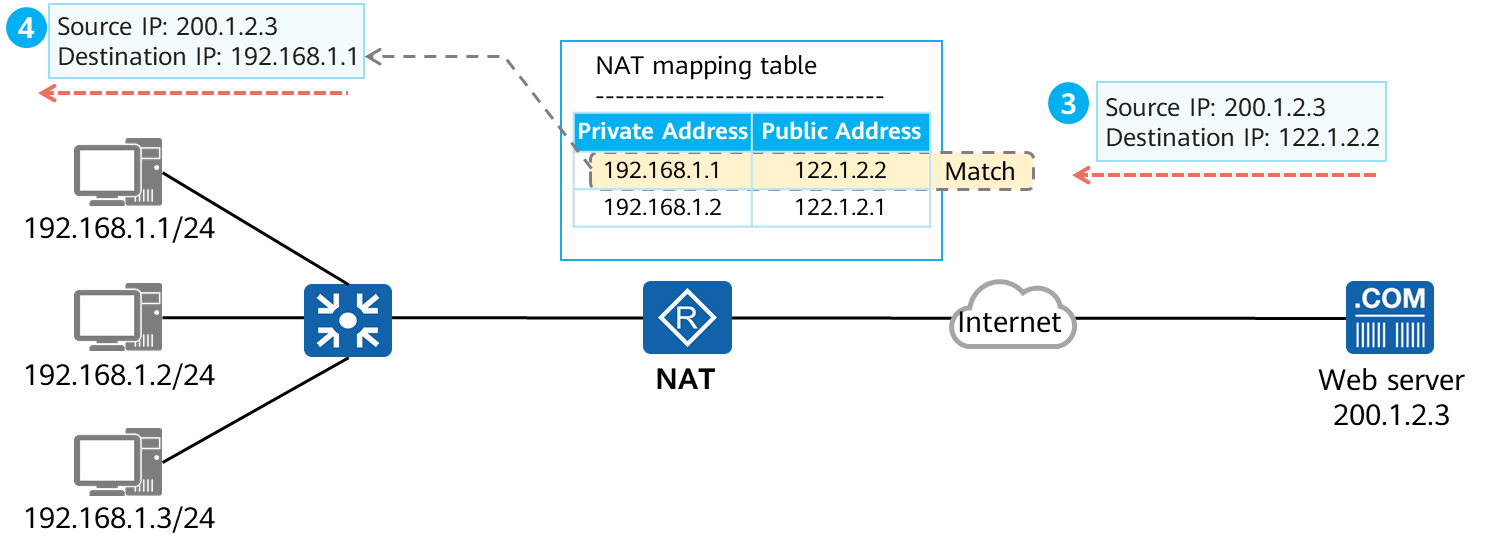 4
Source IP: 200.1.2.3
Destination IP: 192.168.1.1
NAT mapping table
-----------------------------
Private Address Public Address
192.168.1.1 122.1.2.2 Match
192.168.1.2 122.1.2.1
3
Source IP: 200.1.2.3
Destination IP: 122.1.2.2
192.168.1.1/24
192.168.1.2/24
192.168.1.3/24
R
NAT
Internet
.COM
Web server
200.1.2.3